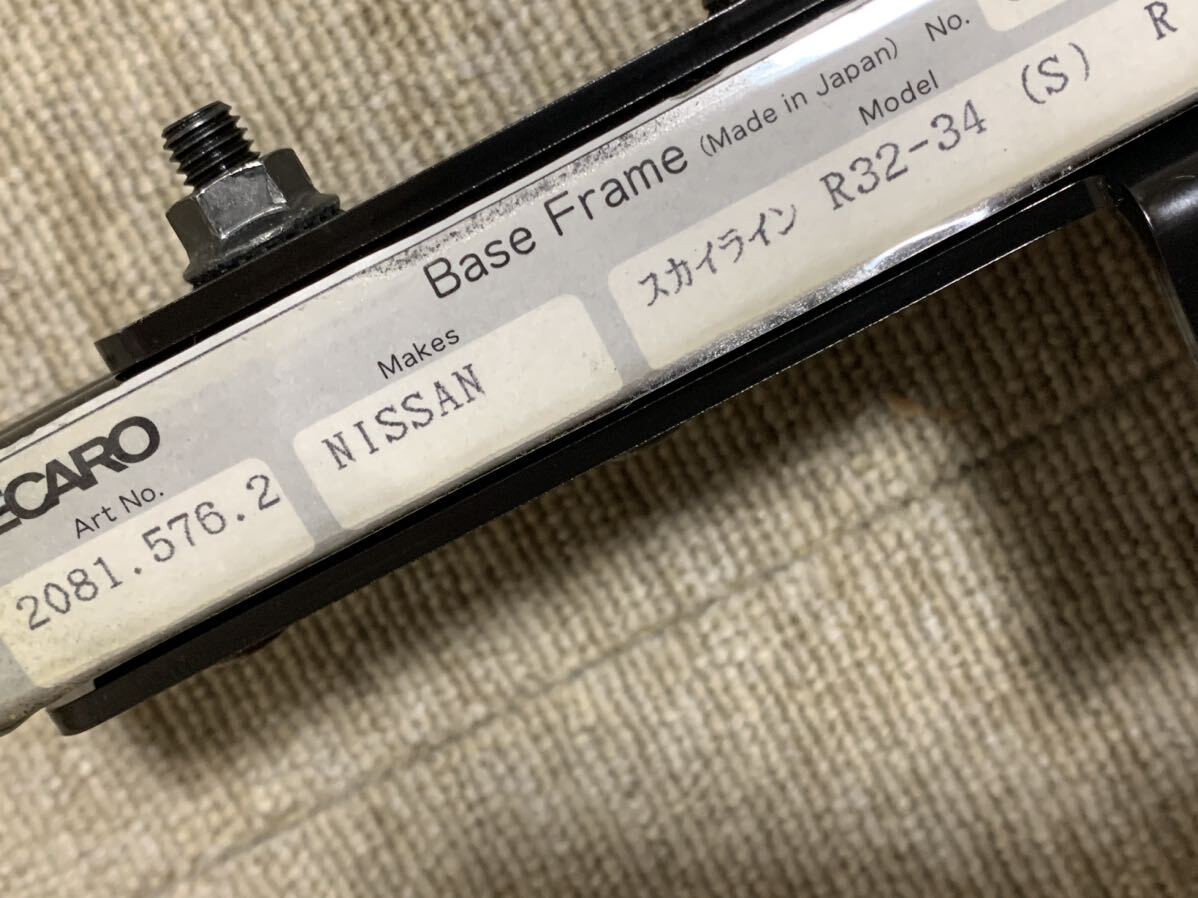 Base Frame (Made in Japan) No.
ECARO
Art No.
2081.576.2
Makes
NISSAN
Model
スカイライン R32-34 (S) R